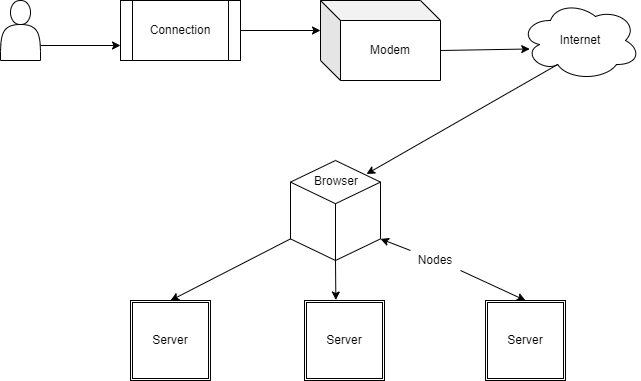 Connection
Modem
Internet
Browser
Nodes
Server
Server
Server